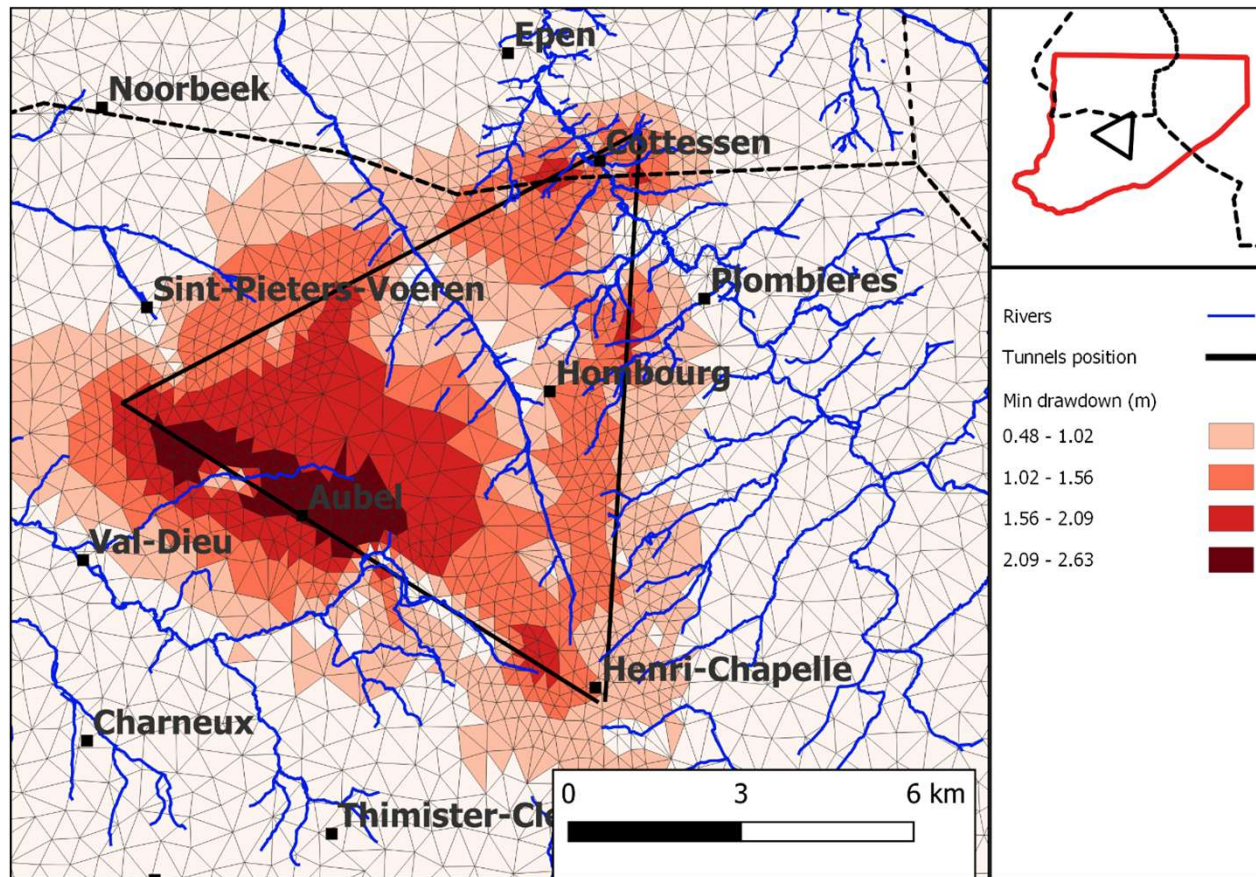 Epen
Noorbeek
Cottessen
Sint-Pieters-Voeren
Plombieres
Hombourg
Aubel
Val-Dieu
Henri-Chapelle
Charneux
Thimister-Cle
0 3 6 km
Rivers
Tunnels position
Min drawdown (m)
0.48 - 1.02
1.02 - 1.56
1.56 - 2.09
2.09 - 2.63